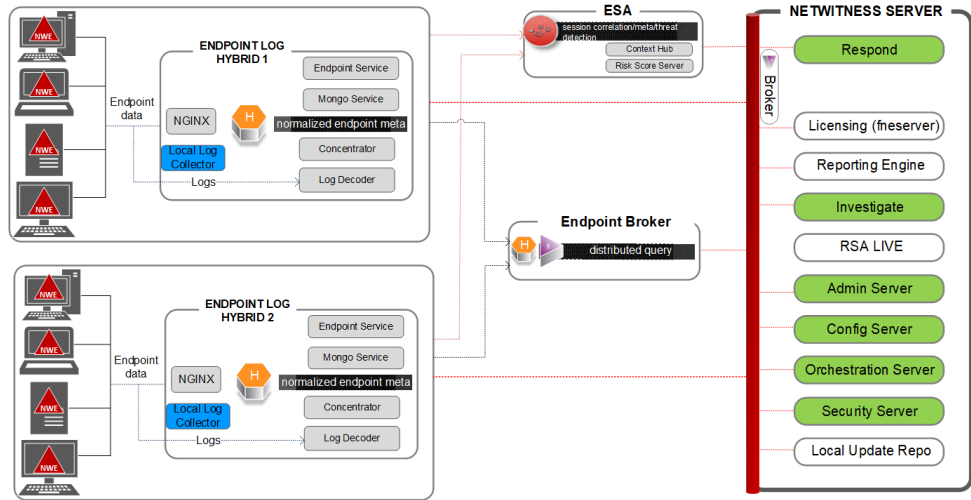 NWE
NWE
NWE
NWE
Endpoint
data
ENDPOINT LOG
HYBRID 1
NGINX
H
Local Log
Collector
Logs
Endpoint Service
Mongo Service
normalized endpoint meta
Concentrator
Log Decoder
NWE
NWE
NWE
NWE
Endpoint
data
ENDPOINT LOG
HYBRID 2
NGINX
H
Local Log
Collector
Logs
Endpoint Service
Mongo Service
normalized endpoint meta
Concentrator
Log Decoder
ESA
session correlation/meta/threat
detection
Context Hub
Risk Score Server
Endpoint Broker
H
distributed query
NETWITNESS SERVER
Broker
Respond
Licensing (fneserver)
Reporting Engine
Investigate
RSA LIVE
Admin Server
Config Server
Orchestration Server
Security Server
Local Update Repo